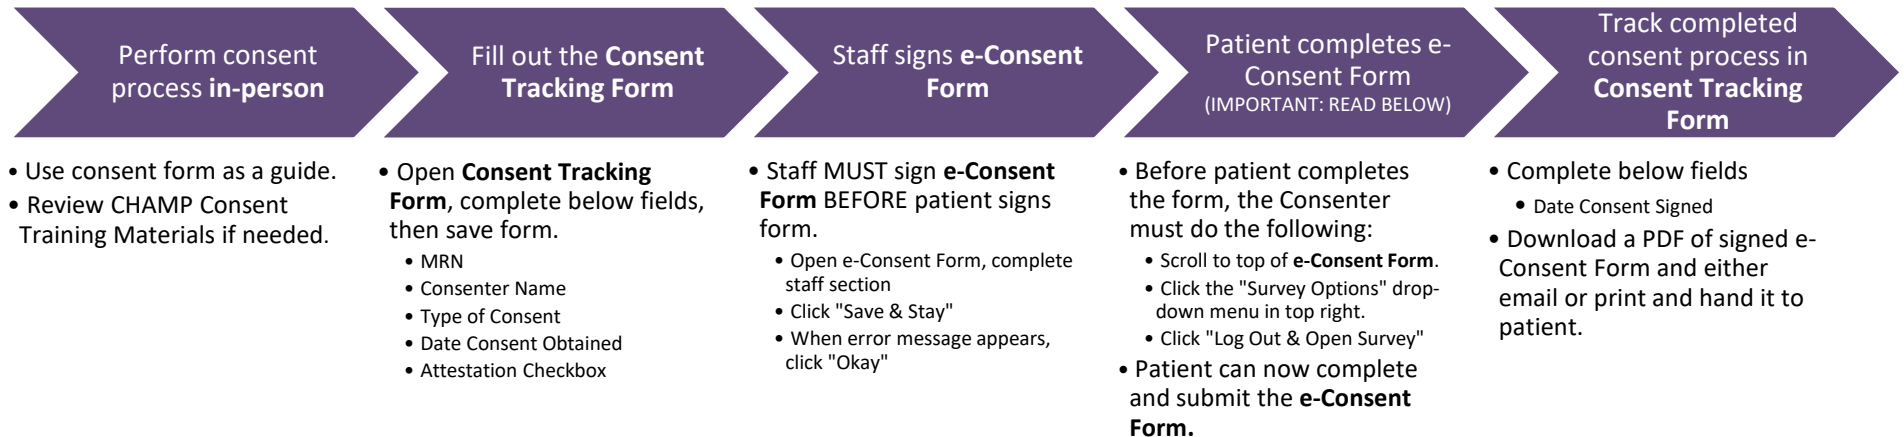 Perform consent
process in-person
• Use consent form as a guide.
• Review CHAMP Consent
Training Materials if needed.
Fill out the Consent
Tracking Form
• Open Consent Tracking
Form, complete below fields,
then save form.
• MRN
• Consenter Name
• Type of Consent
• Date Consent Obtained
• Attestation Checkbox
Staff signs e-Consent
Form
• Staff MUST sign e-Consent
Form BEFORE patient signs
form.
• Open e-Consent Form, complete
staff section
• Click "Save & Stay"
• When error message appears,
click "Okay"
Patient completes e-
Consent Form
(IMPORTANT: READ BELOW)
• Before patient completes
the form, the Consenter
must do the following:
• Scroll to top of e-Consent Form.
• Click the "Survey Options" drop-
down menu in top right.
• Click "Log Out & Open Survey"
• Patient can now complete
and submit the e-Consent
Form.
Track completed
consent process in
Consent Tracking
Form
• Complete below fields
• Date Consent Signed
• Download a PDF of signed e-
Consent Form and either
email or print and hand it to
patient.